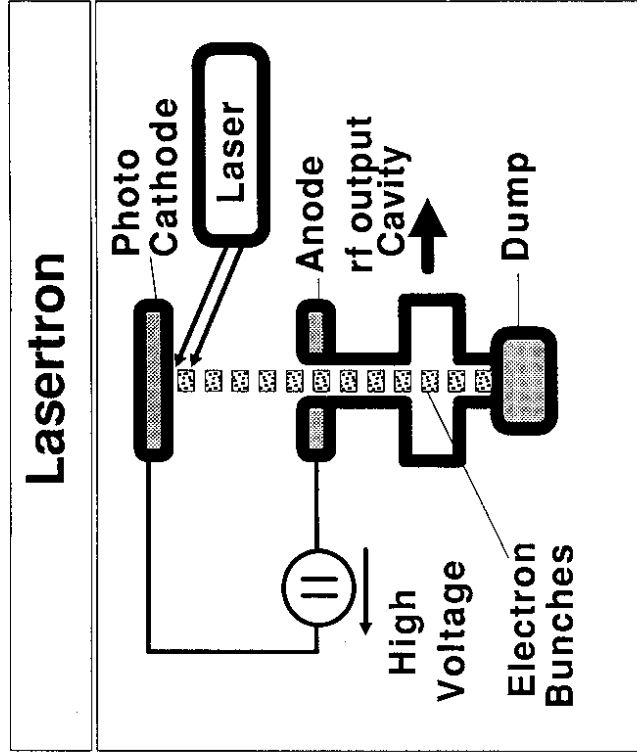 Lasertron
Photo
Cathode
Laser
Anode
rf output
Cavity
High
Voltage
Electron
Bunches
Dump